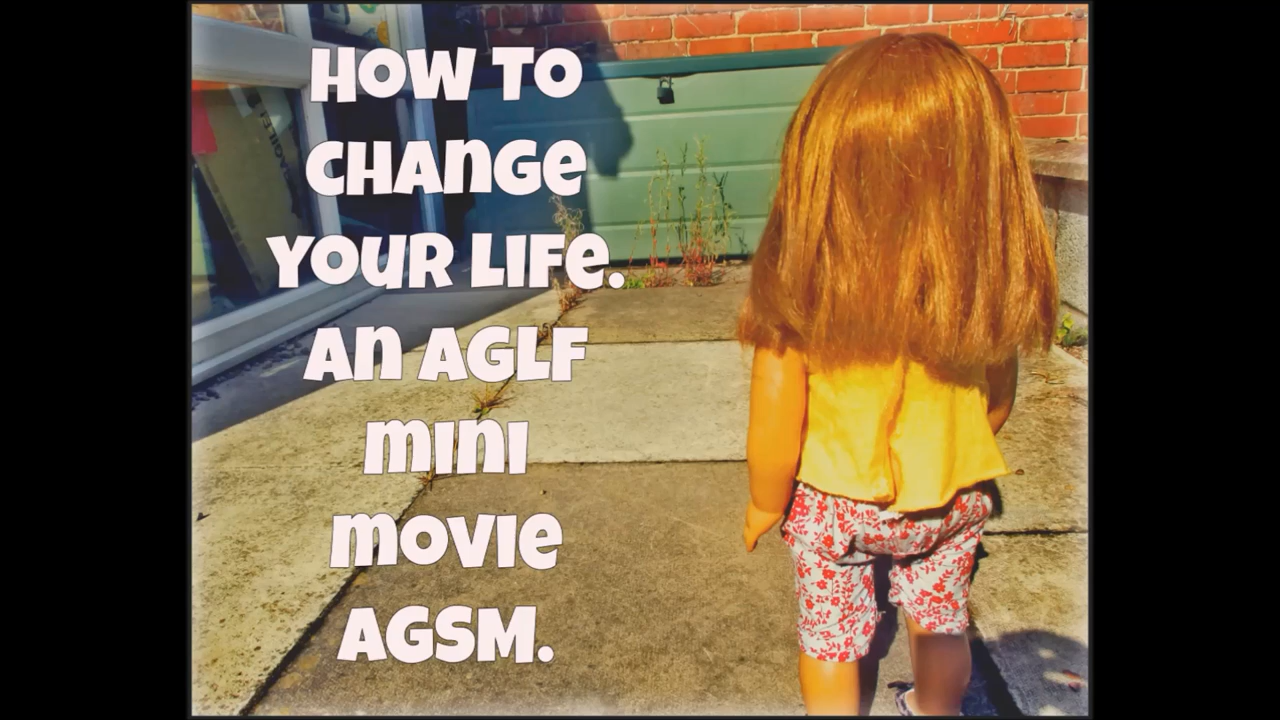 HOW TO
CHANGE
YOUR LIFE.
AN AGLF
mini
movie
AGSM.